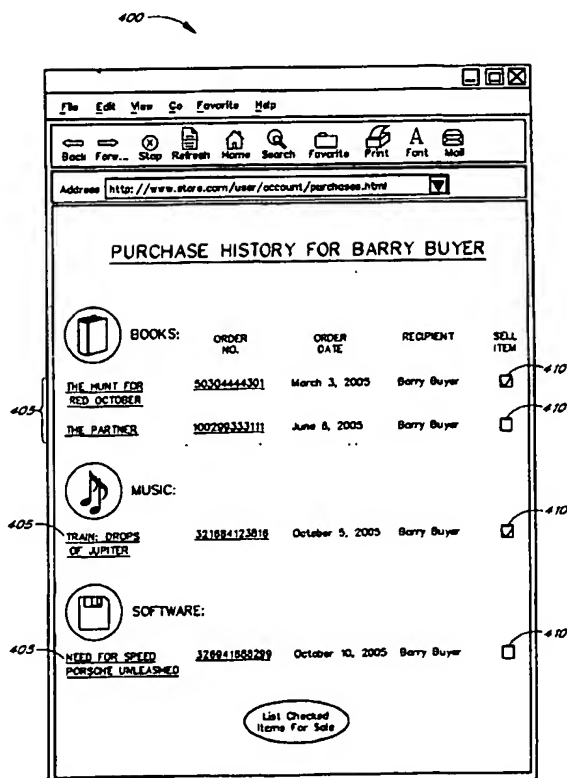 400
File Edit View Go Favorite Help
Back Forw... Stop Refresh Home Search Favorite Print Font Mail
Address http://www.store.com/user/account/purchases.html
PURCHASE HISTORY FOR BARRY BUYER
BOOKS: ORDER NO. ORDER DATE RECIPIENT SELL ITEM
405 THE HUNT FOR RED OCTOBER 50304444301 March 3, 2005 Barry Buyer 410
THE PARTNER 100299333111 June 8, 2005 Barry Buyer 410
MUSIC:
405 TRAIN: DROPS OF JUPITER 321684123816 October 5, 2005 Barry Buyer 410
SOFTWARE:
405 NEED FOR SPEED PORSCHE UNLEASHED 326941888299 October 10, 2005 Barry Buyer 410
List Checked
Items For Sale